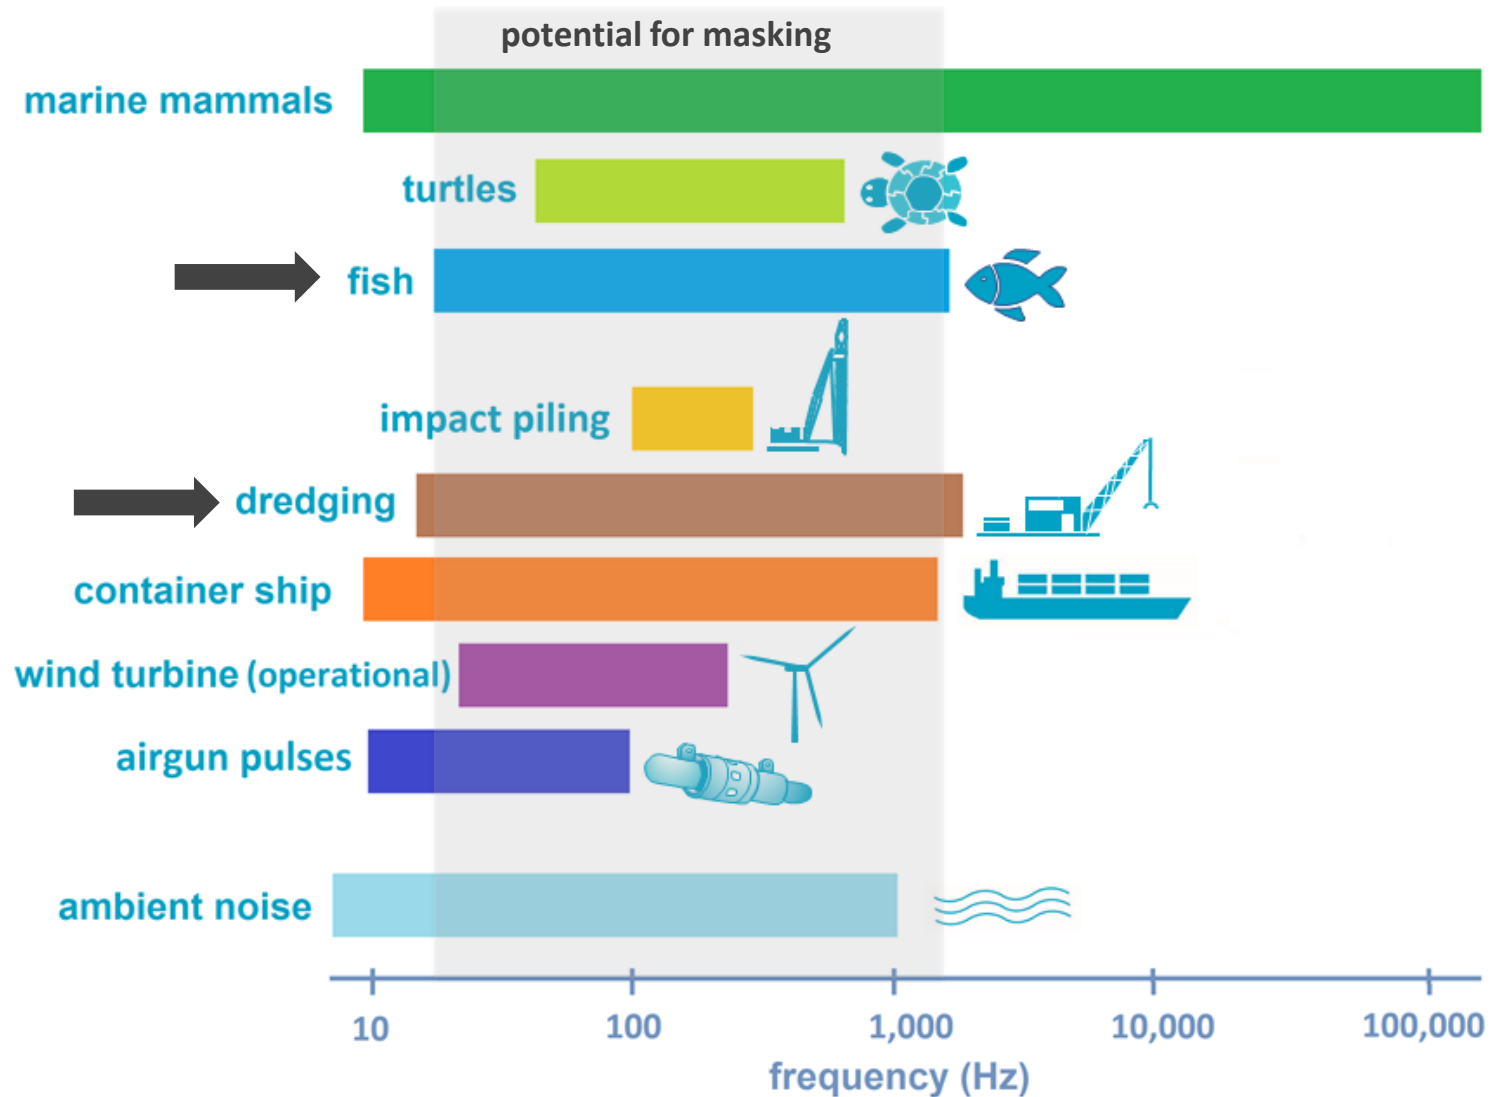 potential for masking
marine mammals
turtles
fish
impact piling
dredging
container ship
wind turbine (operational)
airgun pulses
ambient noise
10 100 1,000 10,000 100,000
frequency (Hz)